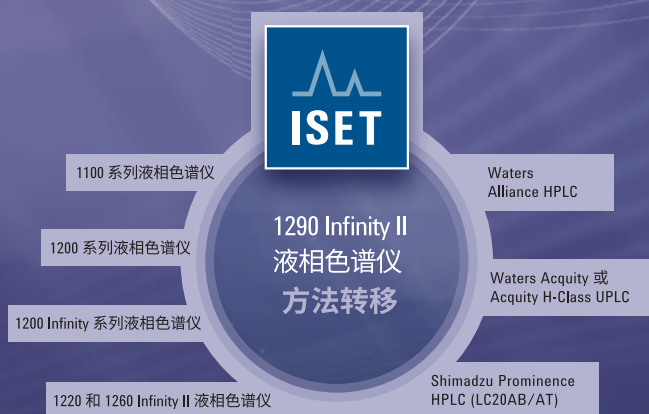 ISET
1290 Infinity II
液相色谱仪
方法转移
1100 系列液相色谱仪
1200 系列液相色谱仪
1200 Infinity 系列液相色谱仪
1220 和 1260 Infinity II 液相色谱仪
Waters
Alliance HPLC
Waters Acquity 或
Acquity H-Class UPLC
Shimadzu Prominence
HPLC (LC20AB/AT)